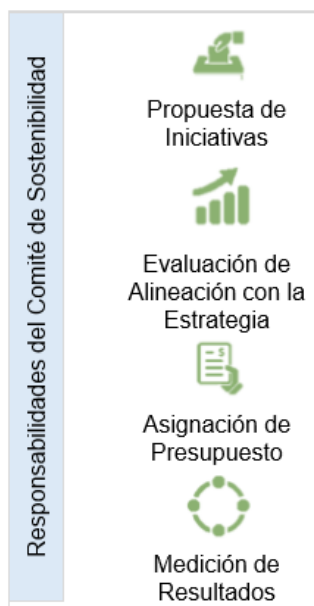 Responsabilidades del Comité de Sostenibilidad
Propuesta de
Iniciativas
Evaluación de
Alineación con la
Estrategia
$
Asignación de
Presupuesto
Medición de
Resultados